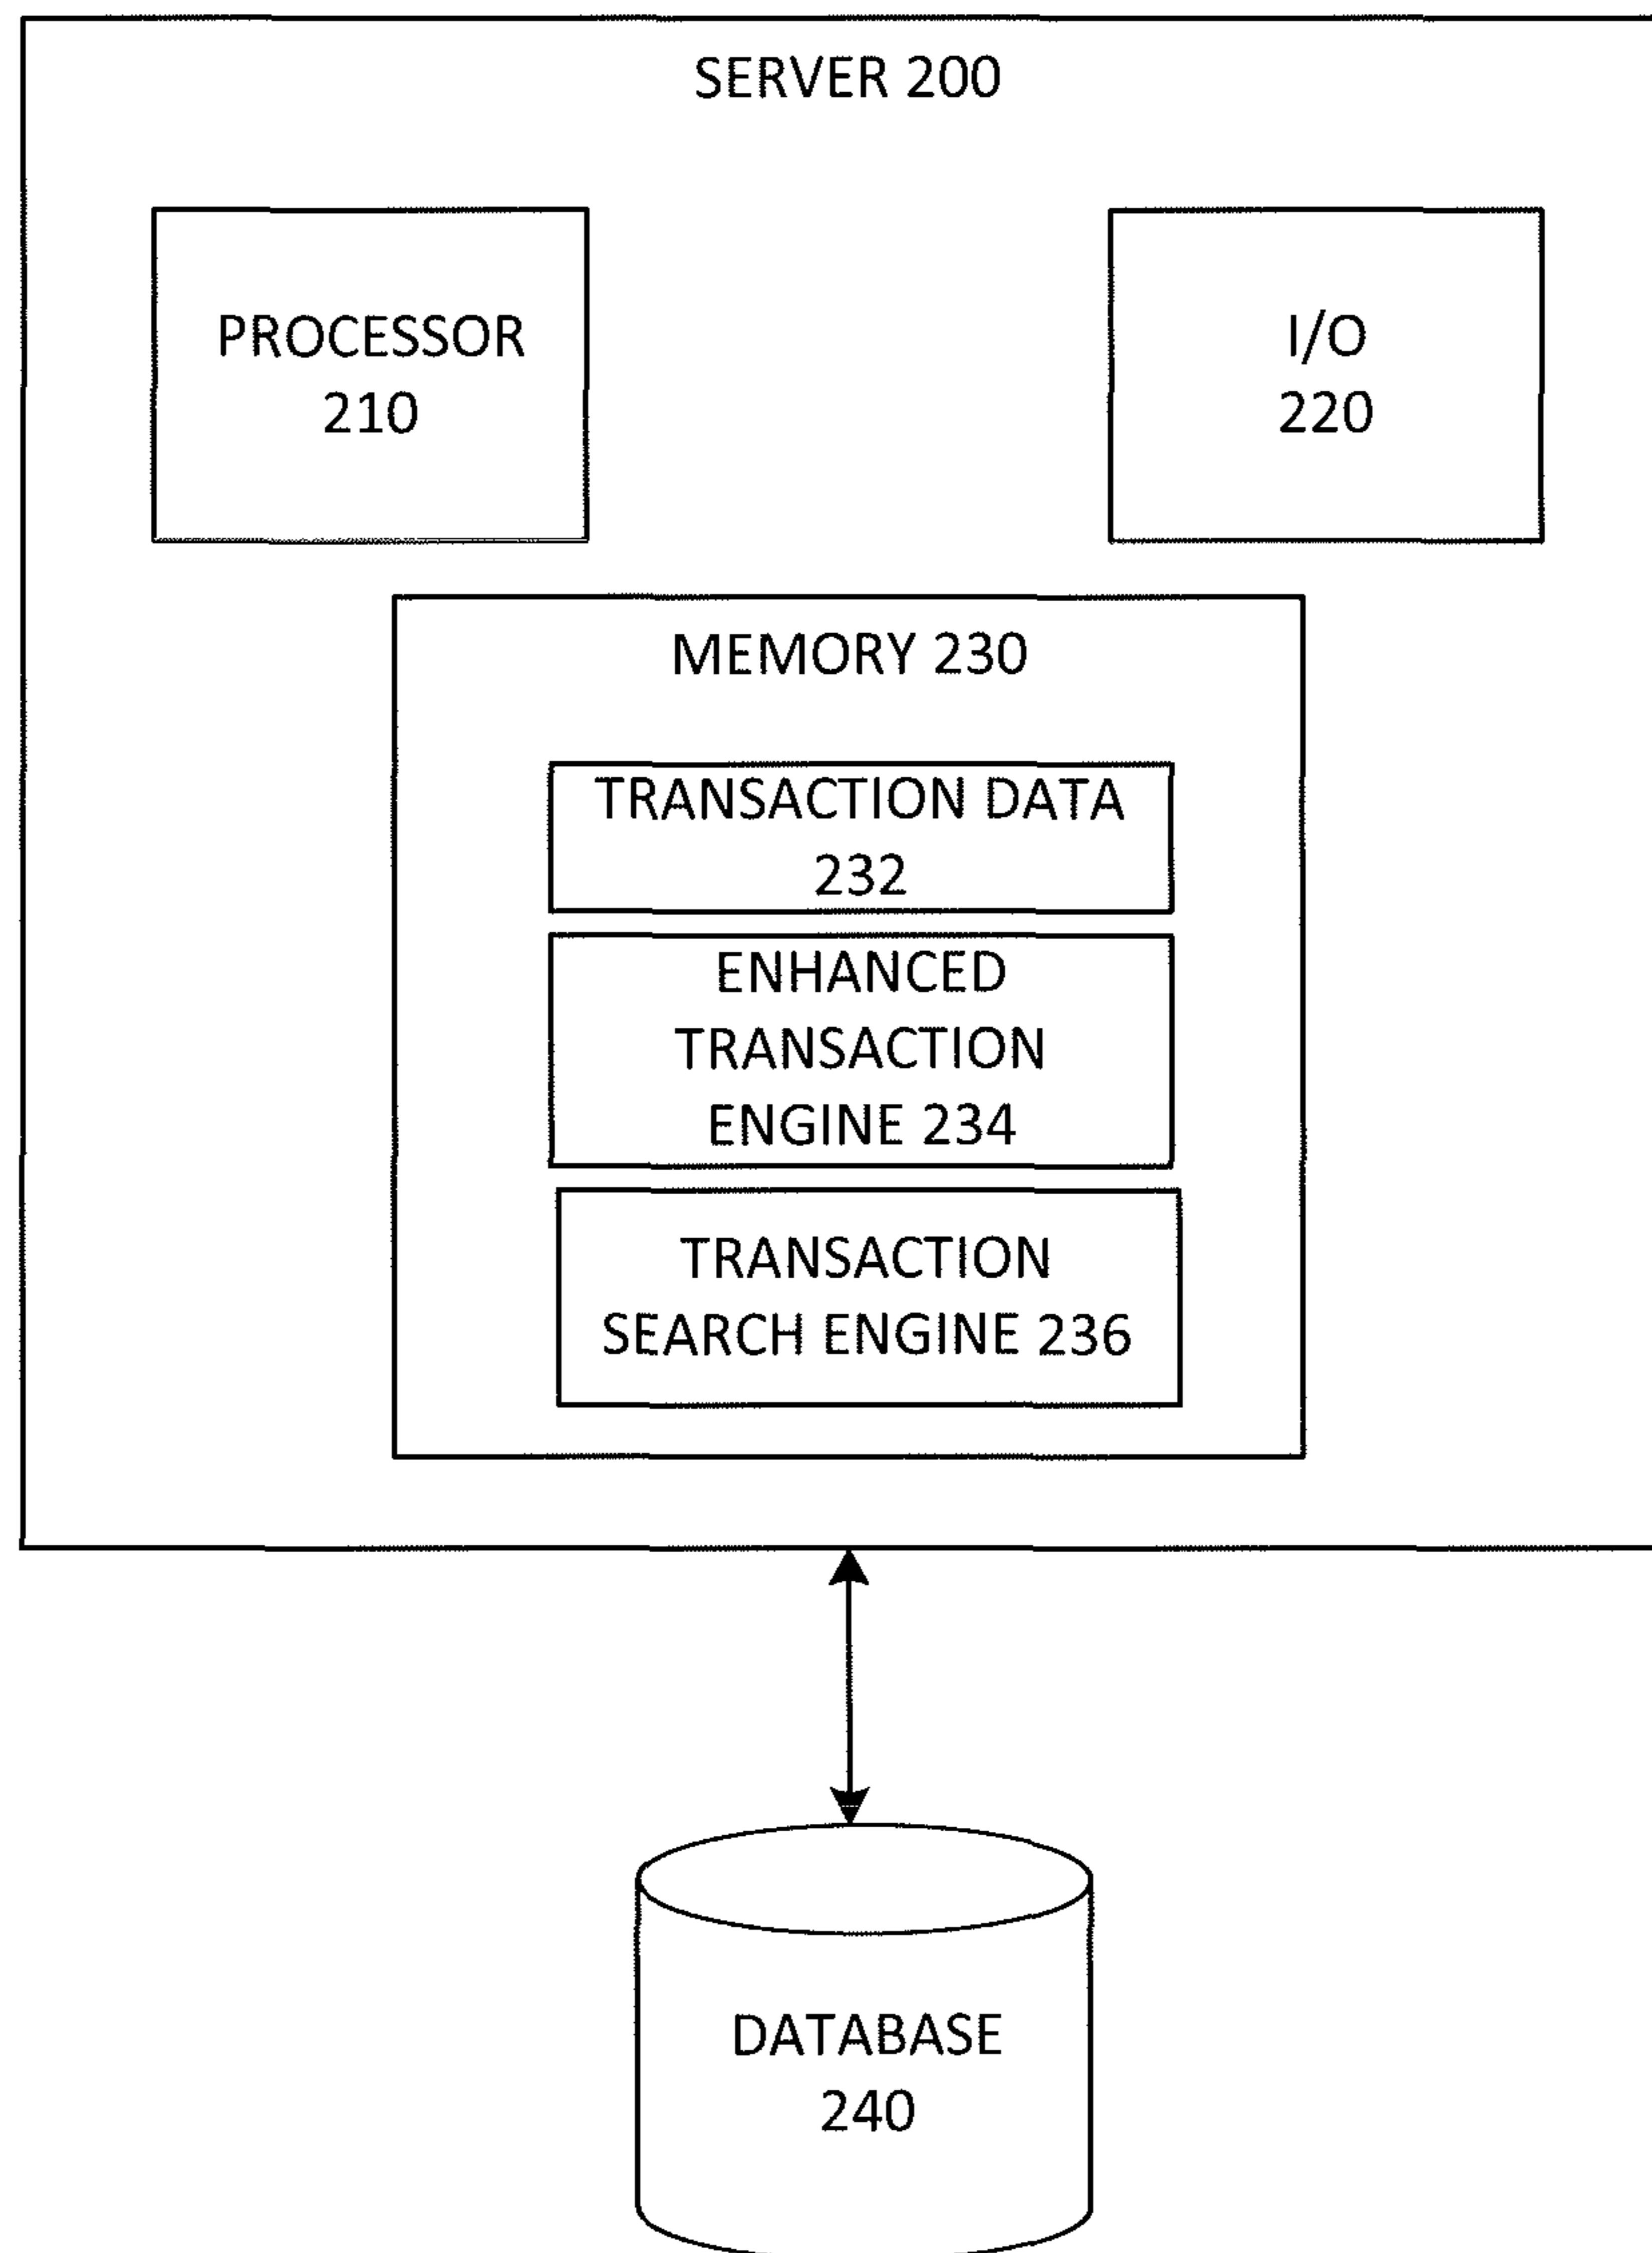 SERVER 200
PROCESSOR
210
I/O
220
MEMORY 230
TRANSACTION DATA
232
ENHANCED
TRANSACTION
ENGINE 234
TRANSACTION
SEARCH ENGINE 236
DATABASE
240